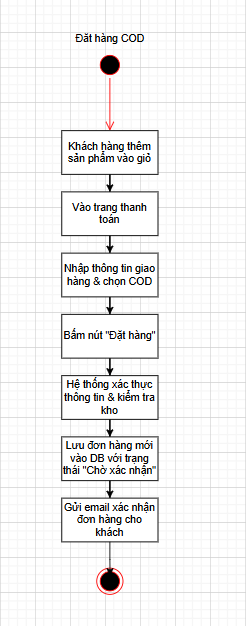 Đăt hàng COD
Khách hàng thêm
sản phẩm vào giỏ
Vào trang thanh
toán
Nhập thông tin giao
hàng & chọn COD
Bấm nút "Đặt hàng"
Hệ thống xác thực
thông tin & kiểm tra
kho
Lưu đơn hàng mới
vào DB với trạng
thái "Chờ xác nhận"
Gửi email xác nhận
đơn hàng cho
khách